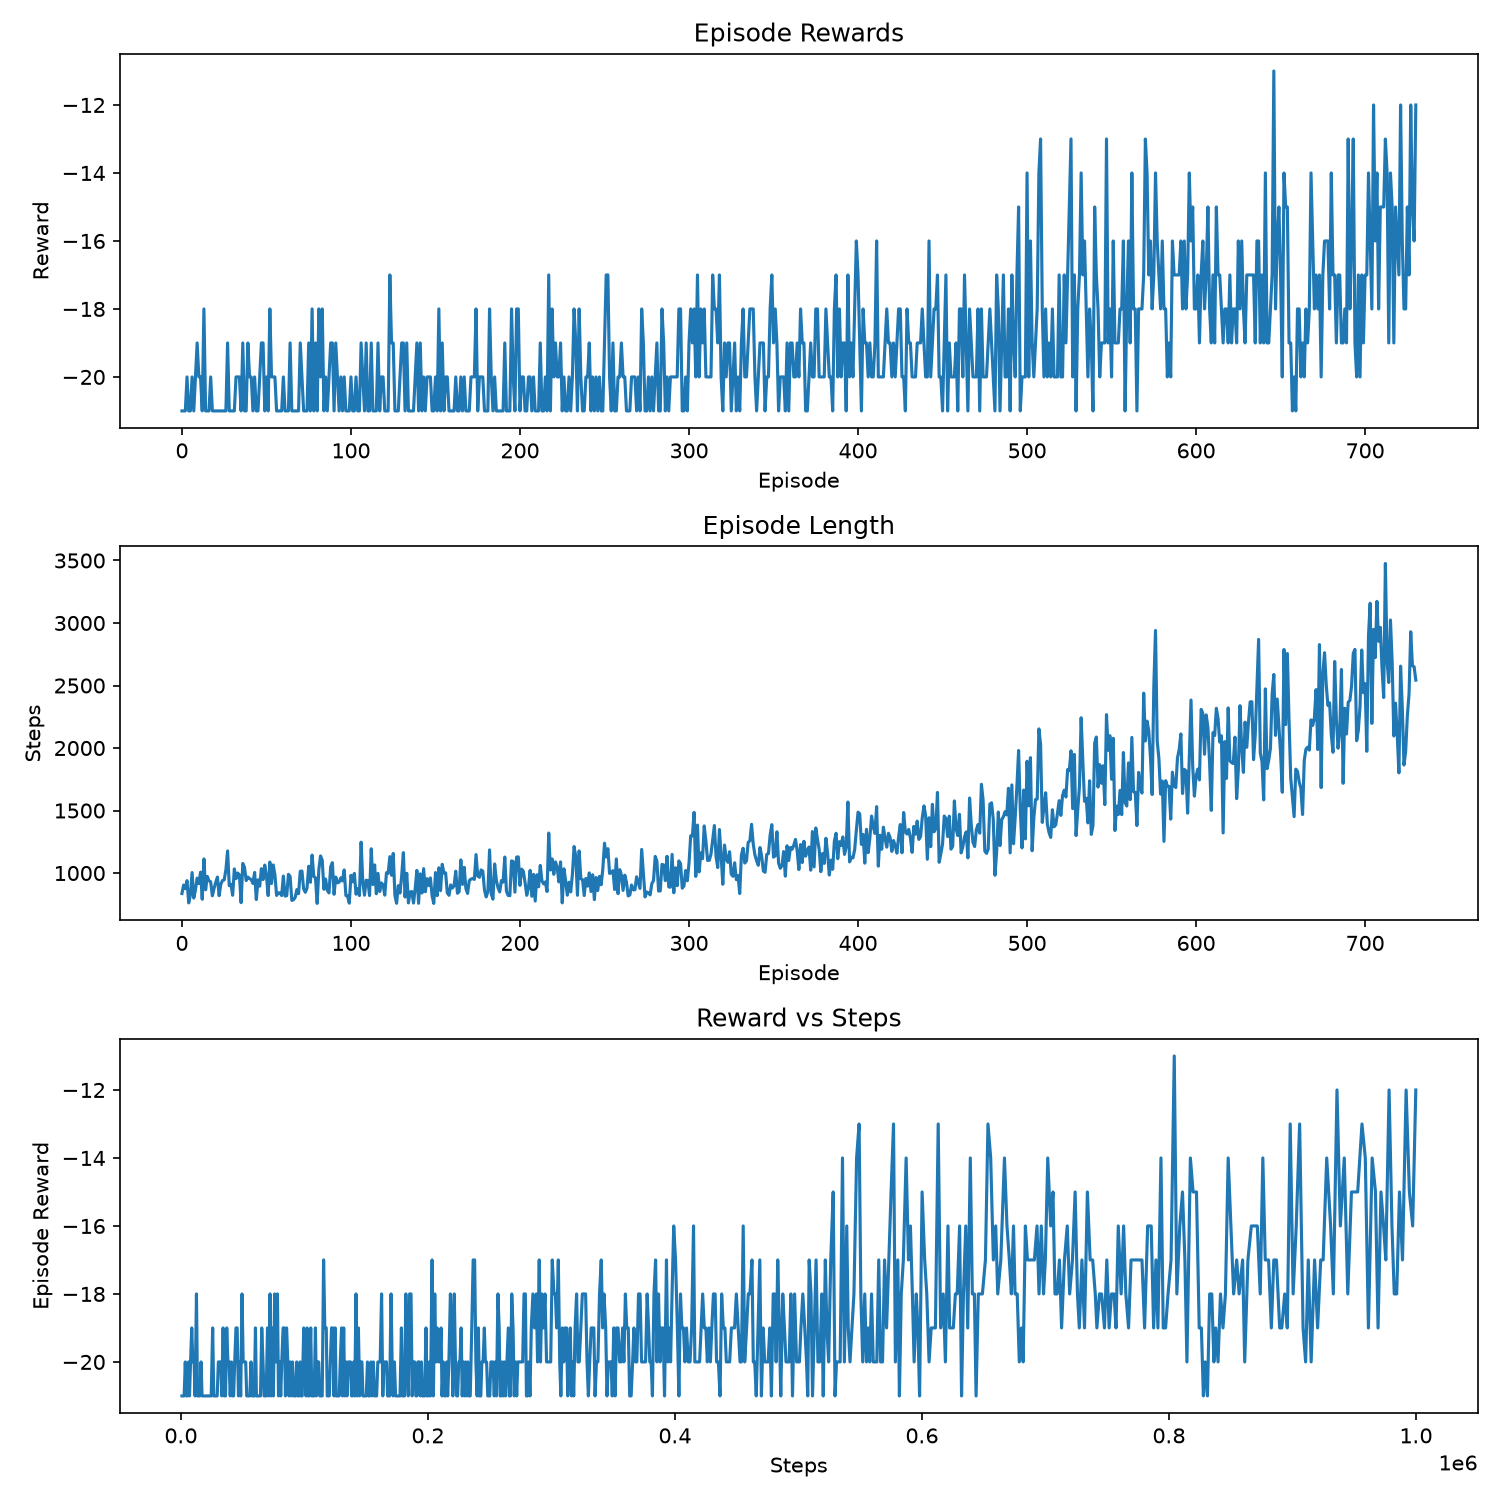 Episode Rewards
−12
−14
−16
−18
−20
Reward
0 100 200 300 400 500 600 700
Episode
Episode Length
3500
3000
2500
2000
1500
1000
Steps
0 100 200 300 400 500 600 700
Episode
Reward vs Steps
−12
−14
−16
−18
−20
Episode Reward
0.0 0.2 0.4 0.6 0.8 1.0
1e6
Steps